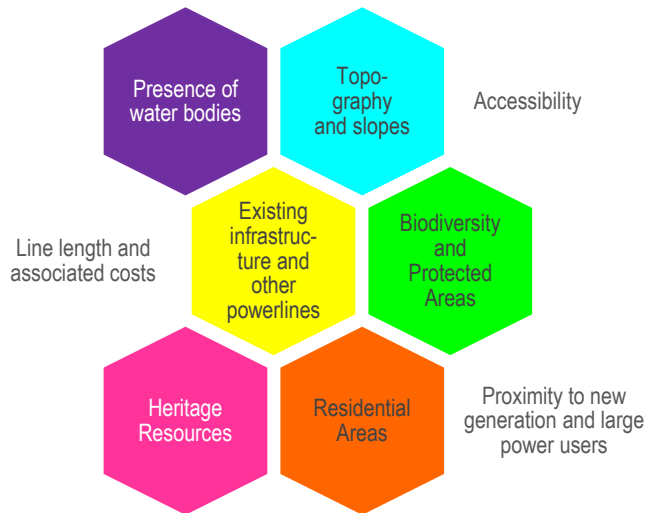 Presence of
water bodies
Topo-
graphy
and slopes
Accessibility
Line length and
associated costs
Existing
infrastruc-
ture and
other
powerlines
Biodiversity
and
Protected
Areas
Heritage
Resources
Residential
Areas
Proximity to new
generation and large
power users